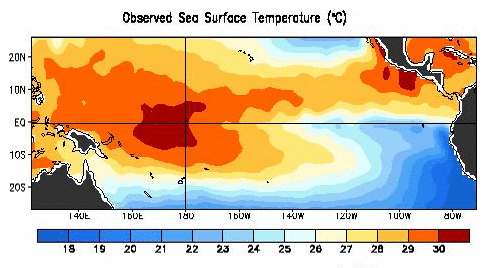 Observed Sea Surface Temperature (°C)
20N
10N
EQ
10S
20S
140E 160E 180 160W 140W 120W 100W 80W
18 19 20 21 22 23 24 25 26 27 28 29 30